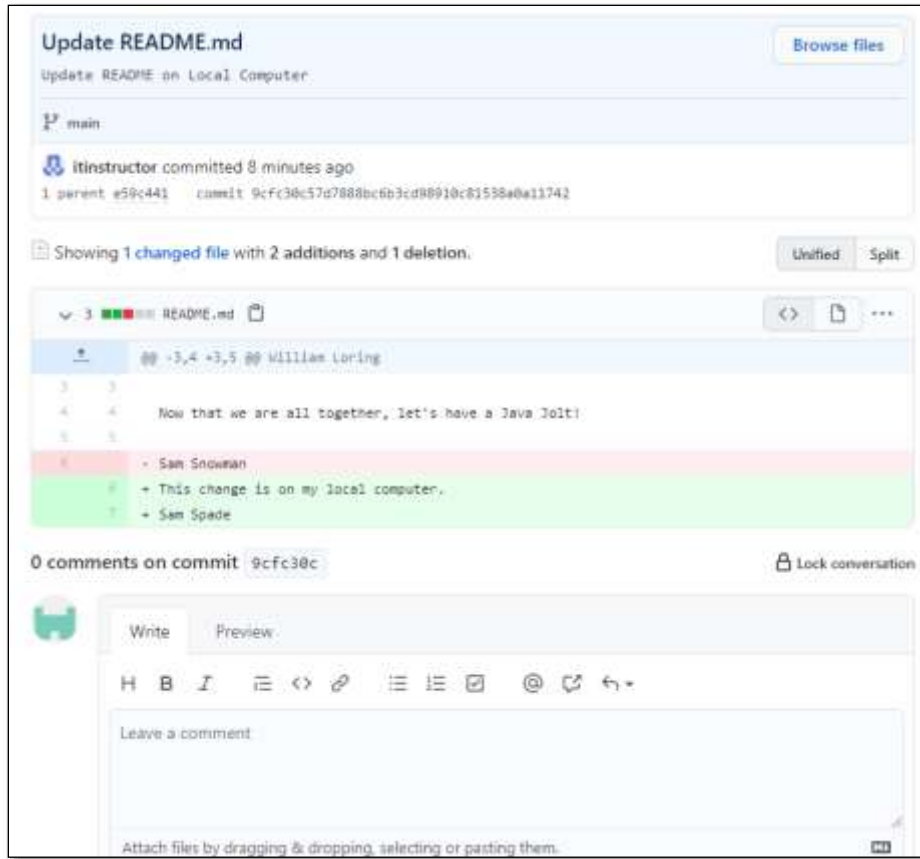 Update README.md
Browse files
Update README on Local Computer
main
itinstructor committed 8 minutes ago
1 parent e59c441 commit
Showing 1 changed file with 2 additions and 1 deletion.
Unified Split
3 README.md
@@ -3,4 +3,5 @@ William Loring
3 3
4 4 Now that we are all together, let's have a Java Jolt!
5 5
6 - Sam Snowman
6 + This change is on my local computer.
7 + Sam Spade
0 comments on commit 9cfc30c
Lock conversation
Write Preview
Leave a comment
Attach files by dragging & dropping, selecting or pasting them.